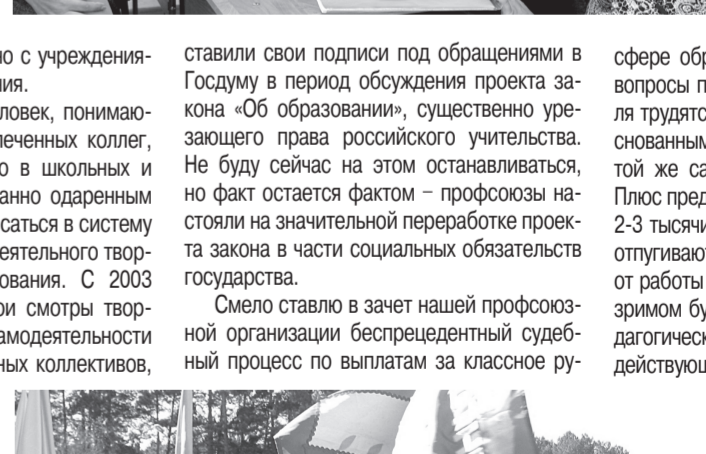 но с учреждения-
ния.
ловек, понимаю-
печенных коллег,
о в школьных и
анно одаренным
саться в систему
еятельного твор-
ования. С 2003
ои смотры твор-
амодеятельности
ных коллективов,
ставили свои подписи под обращениями в
Госдуму в период обсуждения проекта за-
кона «Об образовании», существенно уре-
зающего права российского учительства.
Не буду сейчас на этом останавливаться,
но факт остается фактом – профсоюзы на-
стояли на значительной переработке проек-
та закона в части социальных обязательств
государства.
Смело ставлю в зачет нашей профсоюз-
ной организации беспрецедентный судеб-
ный процесс по выплатам за классное ру-
сфере обр
вопросы п
ля трудятс
снованным
той же са
Плюс пред
2-3 тысячи
отпугивают
от работы
зримом бу
дагогическ
действующ